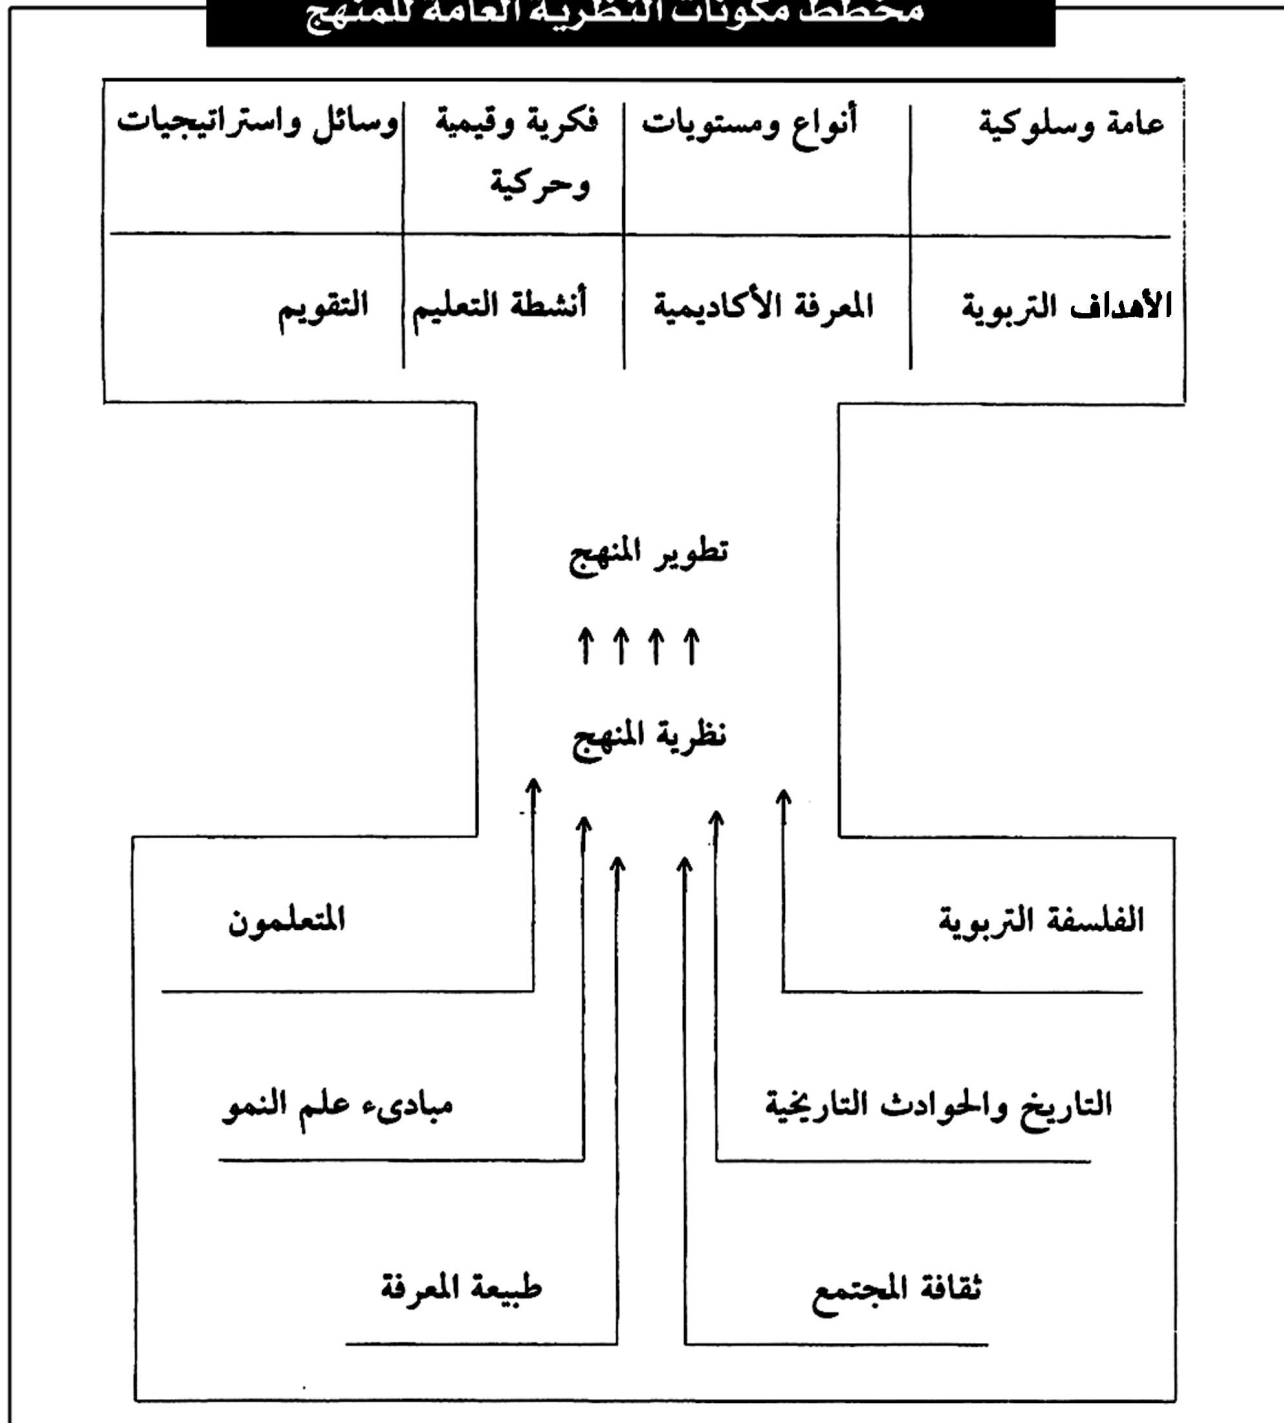 مخطط مكونات النظرية العامة للمنهج
عامة وسلوكية
أنواع ومستويات
فكرية وقيمية
وحركية
وسائل واستراتيجيات
الأهداف التربوية
المعرفة الأكاديمية
أنشطة التعليم
التقويم
تطوير المنهج
نظرية المنهج
الفلسفة التربوية
المتعلمون
التاريخ والحوادث التاريخية
مبادىء علم النمو
ثقافة المجتمع
طبيعة المعرفة